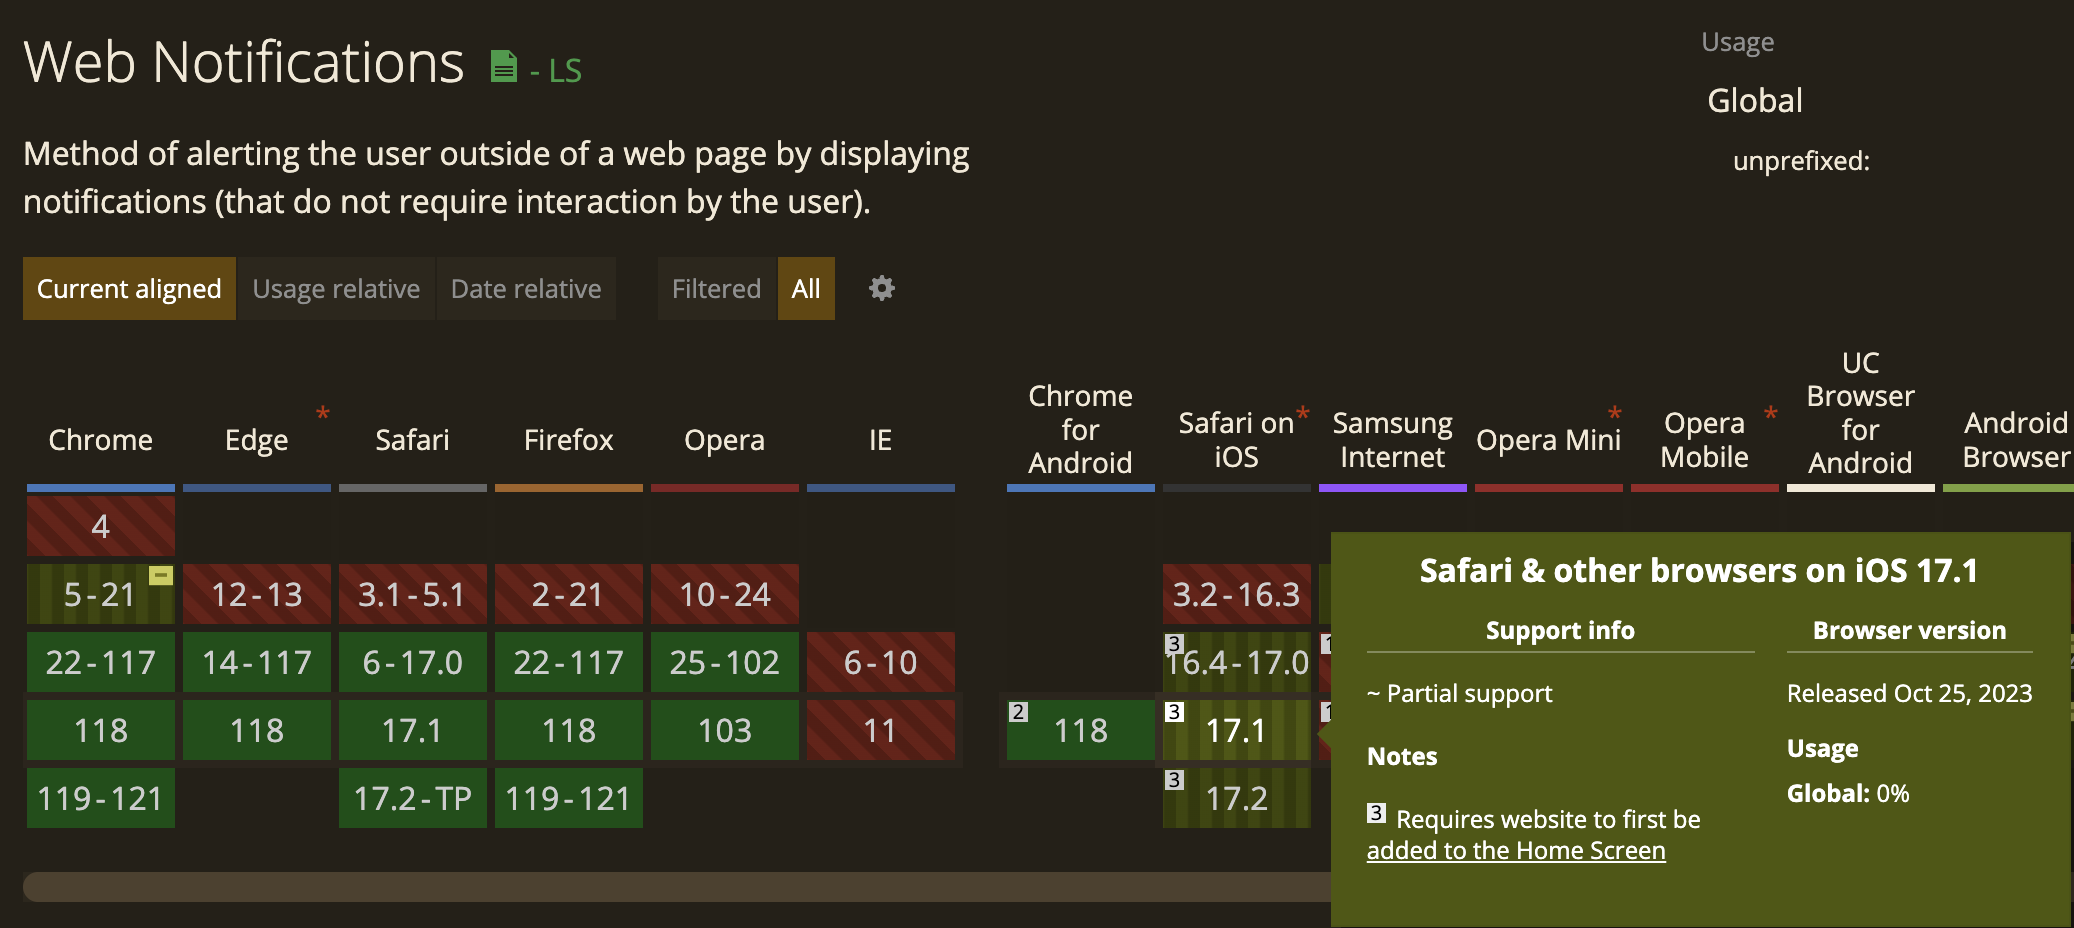 Web Notifications - LS
Usage
Global
unprefixed:
Method of alerting the user outside of a web page by displaying
notifications (that do not require interaction by the user).
Current aligned Usage relative Date relative Filtered All
Chrome
Edge *
Safari
Firefox
Opera
IE
Chrome
for
Android
Safari on *
iOS
Samsung
Internet
Opera Mini *
Opera *
Mobile
UC
Browser
for
Android
Android
Browser
4
5-21 12-13 3.1-5.1 2-21 10-24 3.2-16.3
22-117 14-117 6-17.0 22-117 25-102 6-10 3 16.4-17.0 1
118 118 17.1 118 103 11 2 118 3 17.1 1
119-121 17.2-TP 119-121 3 17.2
Safari & other browsers on iOS 17.1
Support info
~ Partial support
Notes
3 Requires website to first be
added to the Home Screen
Browser version
Released Oct 25, 2023
Usage
Global: 0%